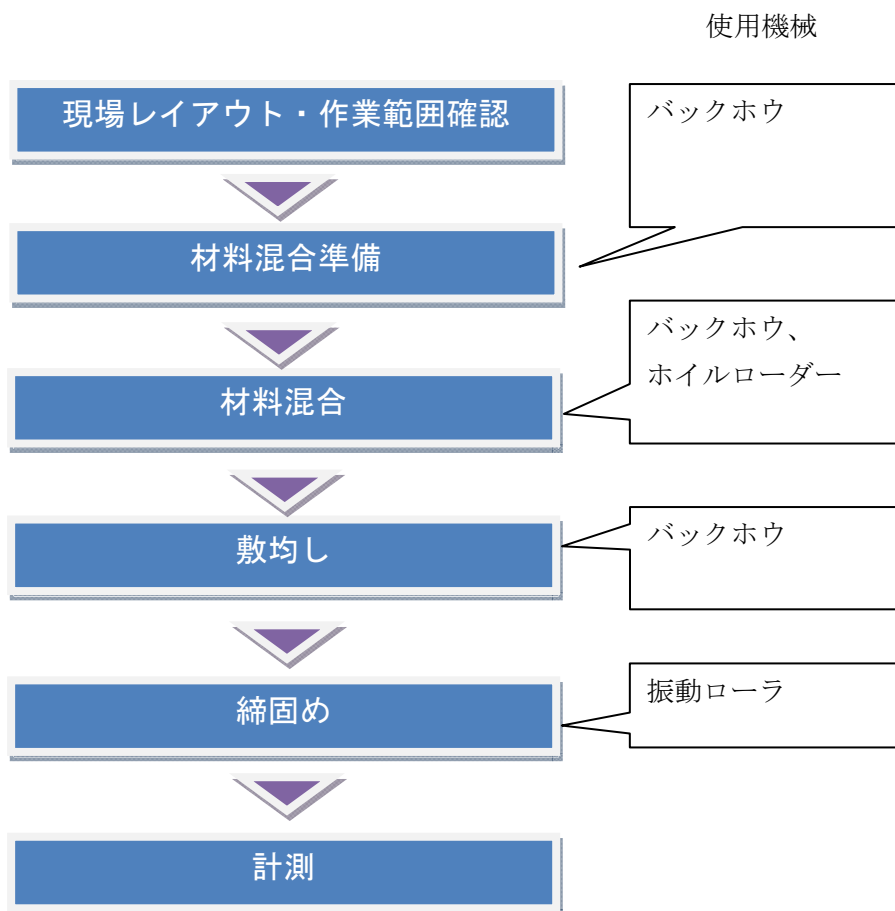 使用機械
現場レイアウト・作業範囲確認
バックホウ
材料混合準備
バックホウ、
ホイルローダー
材料混合
バックホウ
敷均し
振動ローラ
締固め
計測